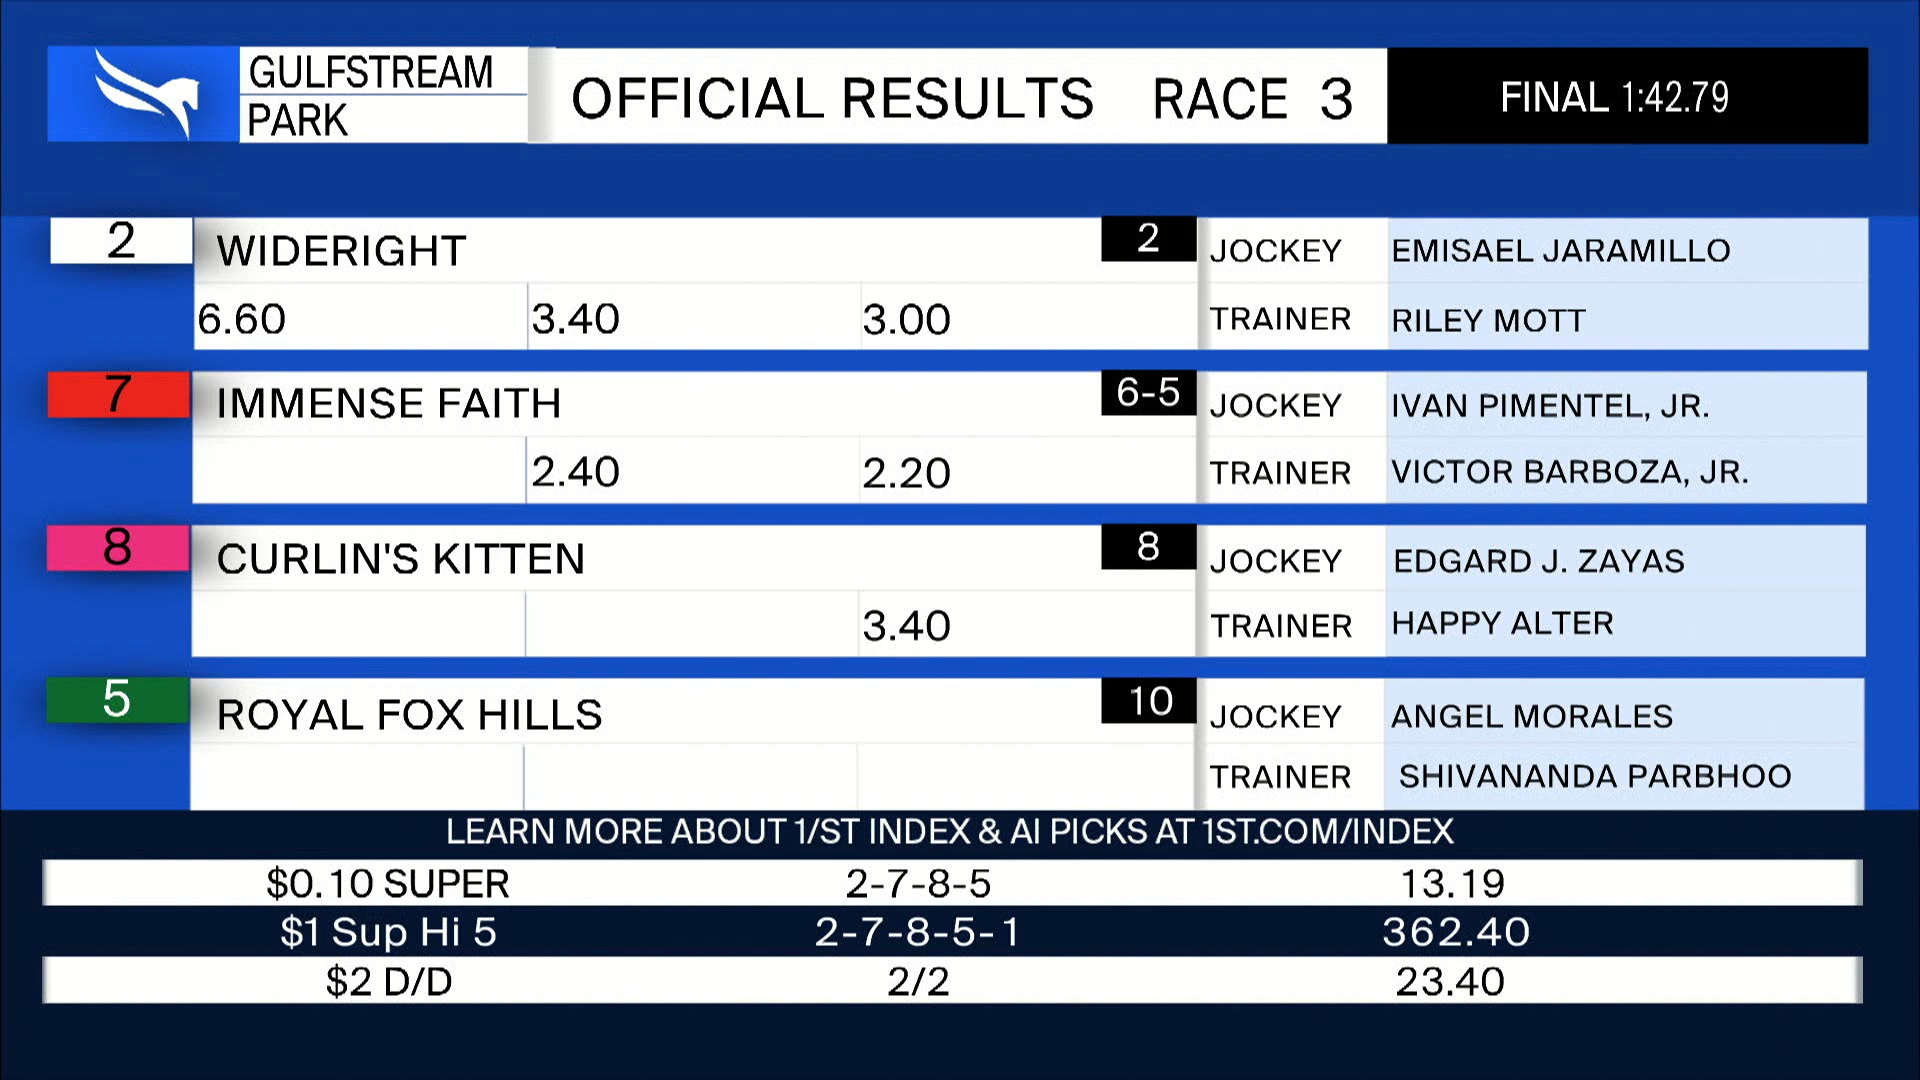 GULFSTREAM
PARK
OFFICIAL RESULTS RACE 3
FINAL 1:42.79
2 WIDERIGHT 2 JOCKEY EMISAEL JARAMILLO
6.60 3.40 3.00 TRAINER RILEY MOTT
7 IMMENSE FAITH 6-5 JOCKEY IVAN PIMENTEL, JR.
2.40 2.20 TRAINER VICTOR BARBOZA, JR.
8 CURLIN'S KITTEN 8 JOCKEY EDGARD J. ZAYAS
3.40 TRAINER HAPPY ALTER
5 ROYAL FOX HILLS 10 JOCKEY ANGEL MORALES
TRAINER SHIVANANDA PARBHOO
LEARN MORE ABOUT 1/ST INDEX & AI PICKS AT 1ST.COM/INDEX
$0.10 SUPER 2-7-8-5 13.19
$1 Sup Hi 5 2-7-8-5-1 362.40
$2 D/D 2/2 23.40